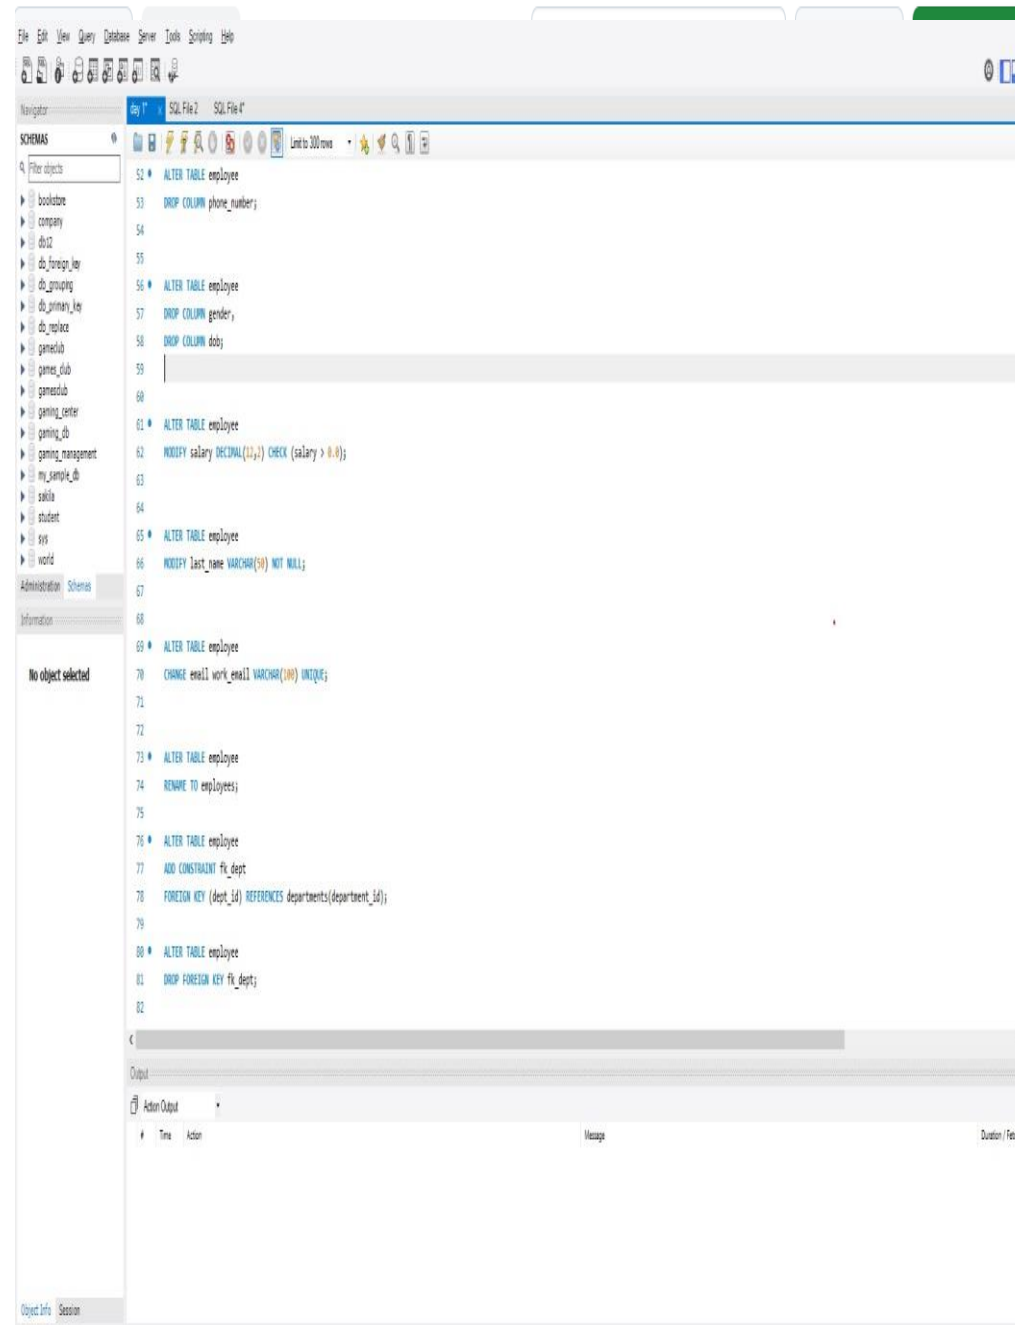 File Edit View Query Database Server Tools Scripting Help
Navigator
SCHEMAS
Filter objects
bookstore
company
db12
db_foreign_key
db_grouping
db_primary_key
db_replace
gameclub
games_club
gamesclub
gaming_center
gaming_db
gaming_management
my_sample_db
sakila
student
sys
world
Administration Schemas
Information
No object selected
Object Info Session
day 1* x SQL File 2 SQL File 4*
Limit to 300 rows
52 ALTER TABLE employee
53 DROP COLUMN phone_number;
54
55
56 ALTER TABLE employee
57 DROP COLUMN gender,
58 DROP COLUMN dob;
59
60
61 ALTER TABLE employee
62 MODIFY salary DECIMAL(12,2) CHECK (salary > 0.0);
63
64
65 ALTER TABLE employee
66 MODIFY last_name VARCHAR(50) NOT NULL;
67
68
69 ALTER TABLE employee
70 CHANGE email work_email VARCHAR(100) UNIQUE;
71
72
73 ALTER TABLE employee
74 RENAME TO employees;
75
76 ALTER TABLE employee
77 ADD CONSTRAINT fk_dept
78 FOREIGN KEY (dept_id) REFERENCES departments(department_id);
79
80 ALTER TABLE employee
81 DROP FOREIGN KEY fk_dept;
82
Output
Action Output
# Time Action Message Duration / Fet